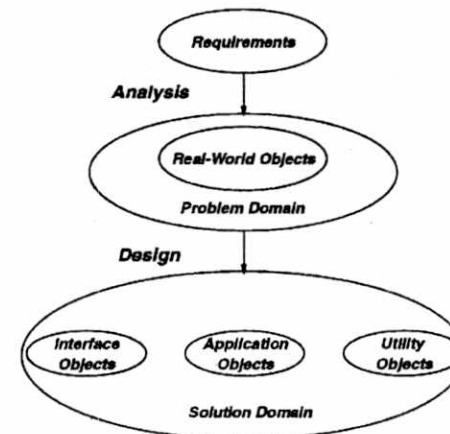 Requirements
Analysis
Real-World Objects
Problem Domain
Design
Interface
Objects
Application
Objects
Utility
Objects
Solution Domain